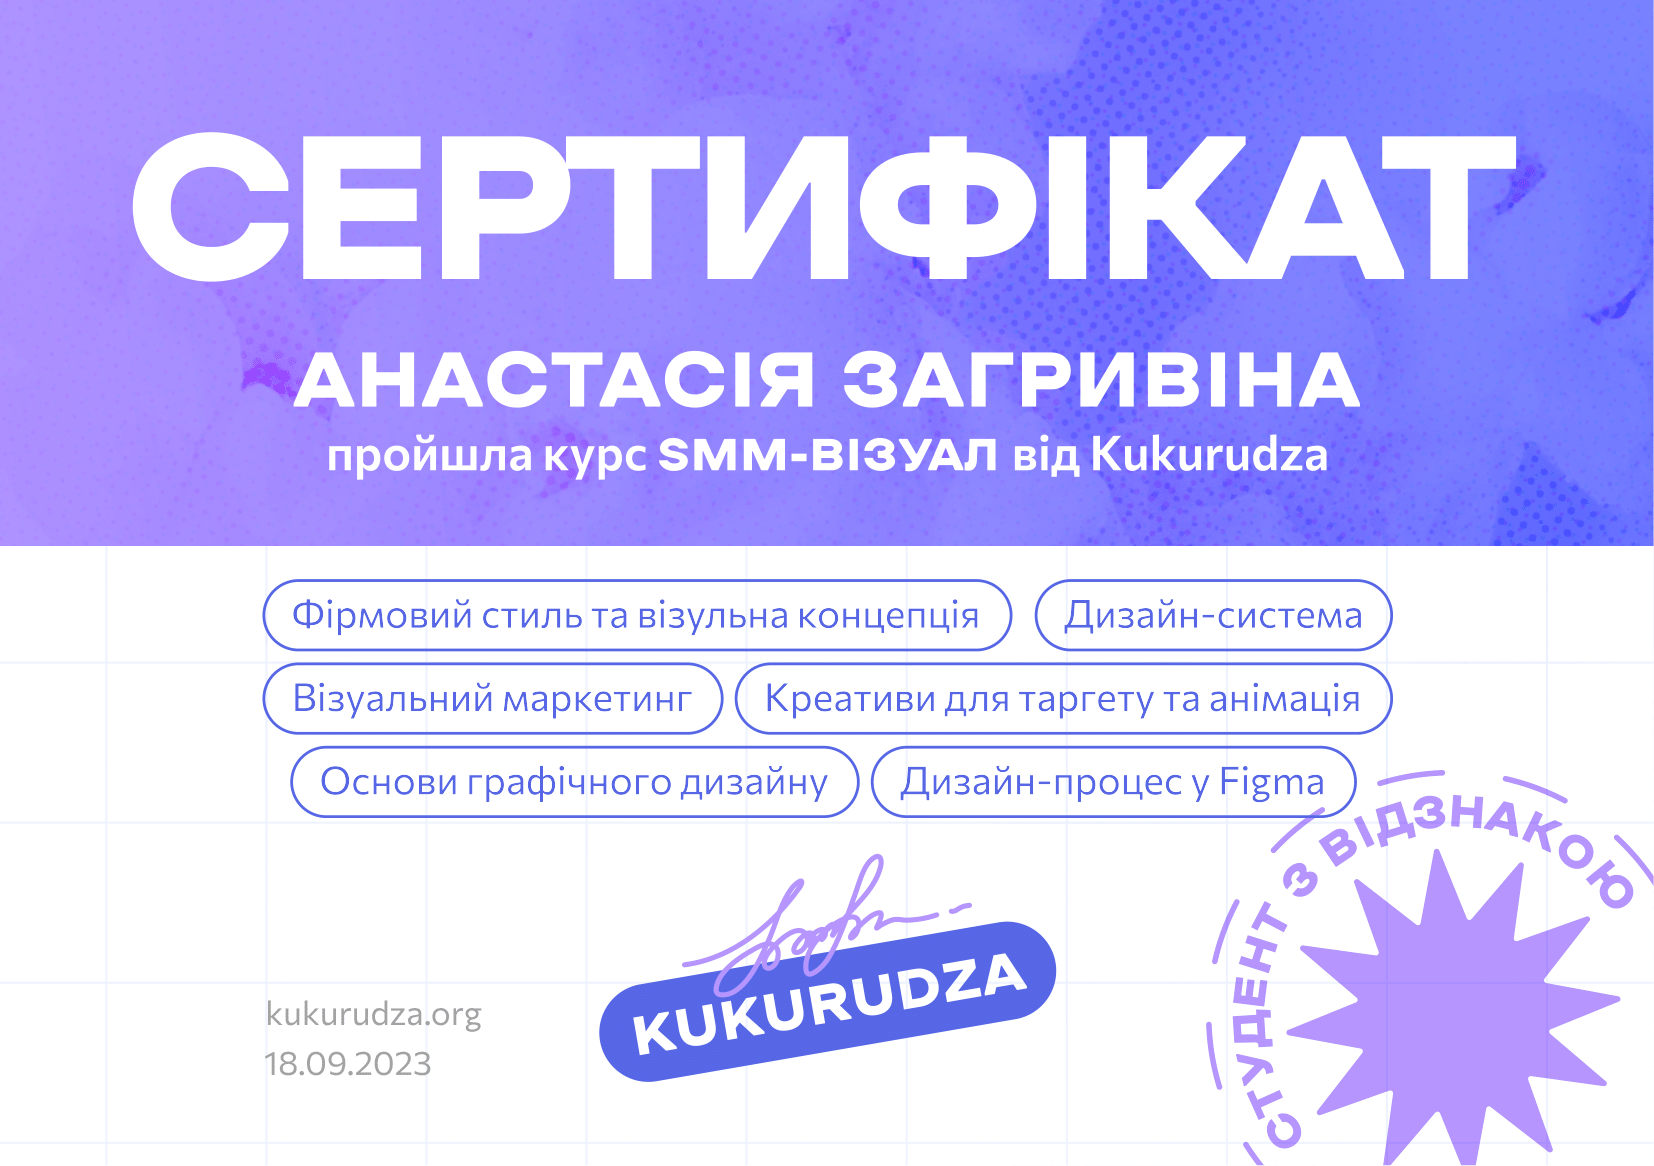 СЕРТИФІКАТ
АНАСТАСІЯ ЗАГРИВІНА
пройшла курс SMM-ВІЗУАЛ від Kukurudza
Фірмовий стиль та візульна концепція
Дизайн-система
Візуальний маркетинг
Креативи для таргету та анімація
Основи графічного дизайну
Дизайн-процес у Figma
СТУДЕНТ З ВІДЗНАКОЮ
KUKURUDZA
kukurudza.org
18.09.2023